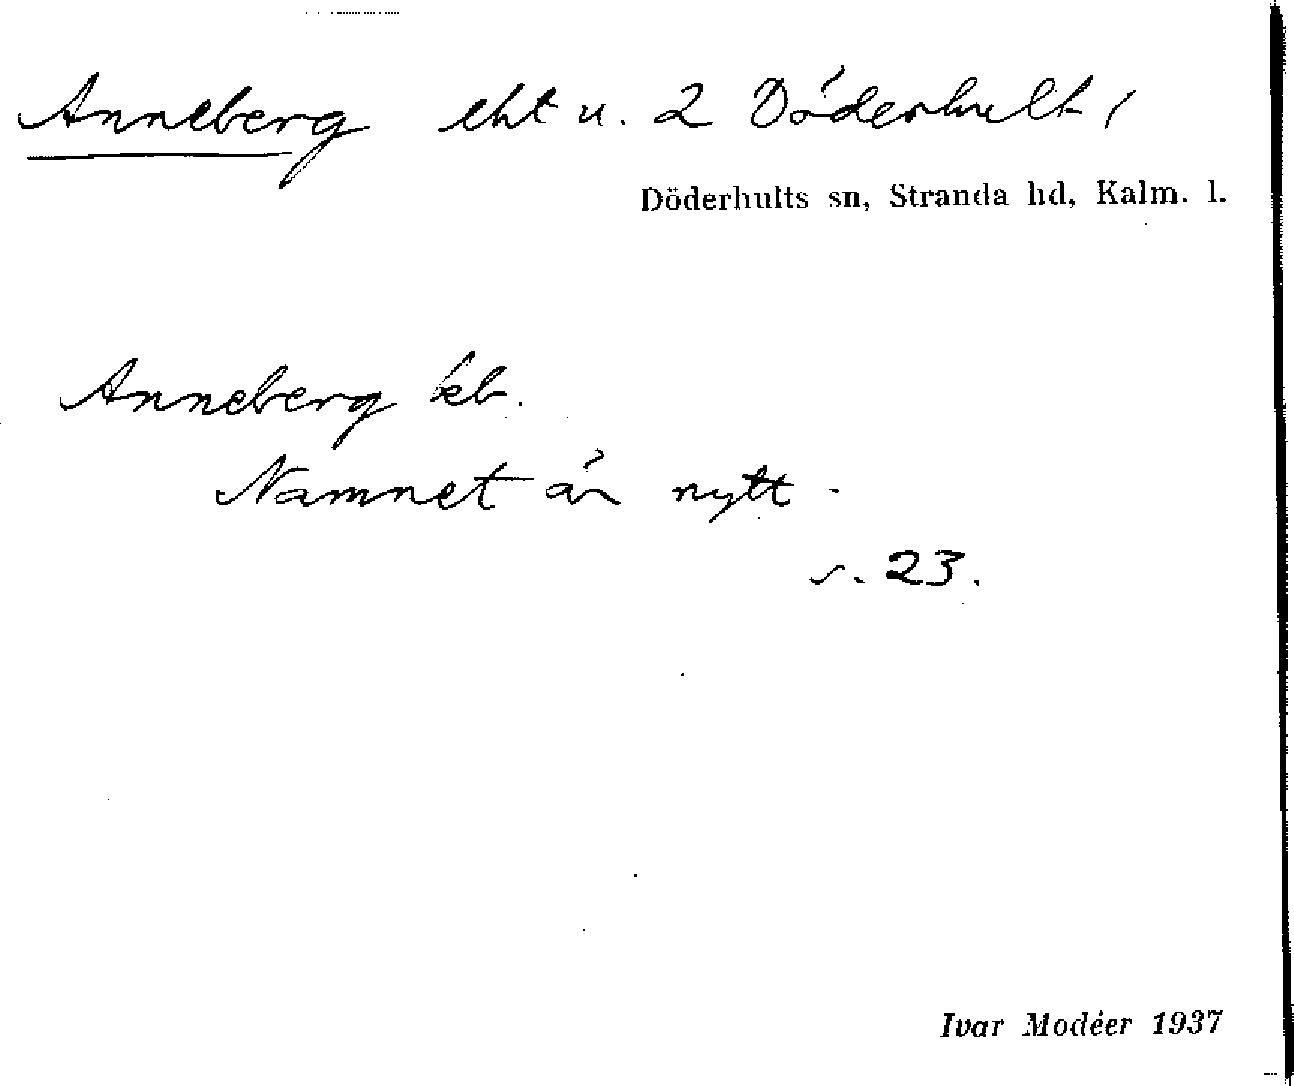 Anneberg lht u. 2 Döderhult 1
Döderhults sn, Stranda hd, Kalm. l.
Anneberg kb.
Namnet är nytt.
s. 23.
Ivar Modéer 1937